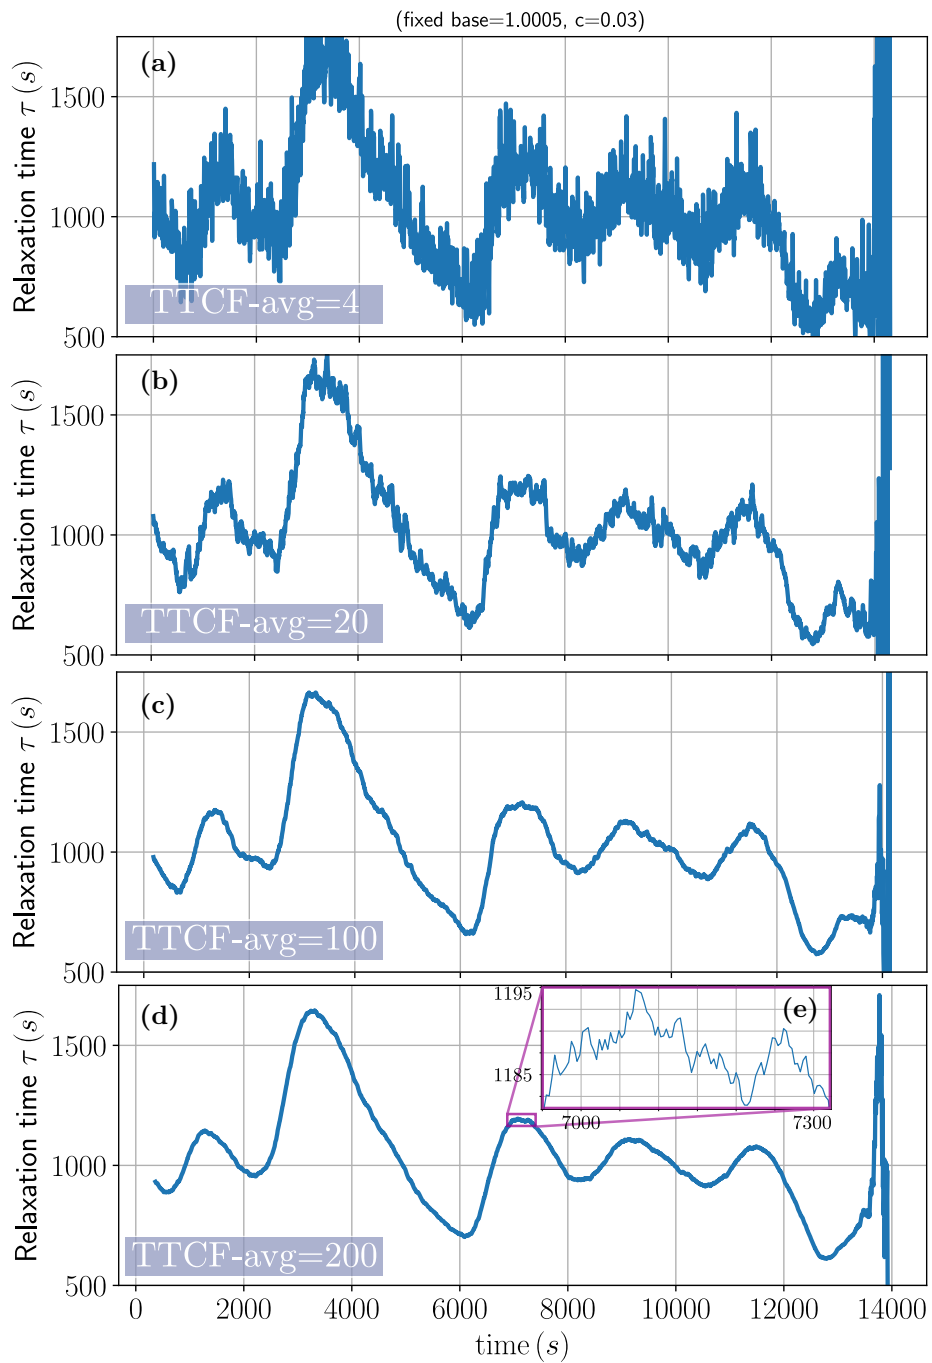 (fixed base=1.0005, c=0.03)
(a)
1500
1000
500
Relaxation time τ (s)
TTCF-avg=4
(b)
1500
1000
500
Relaxation time τ (s)
TTCF-avg=20
(c)
1500
1000
500
Relaxation time τ (s)
TTCF-avg=100
(d)
1500
1000
500
Relaxation time τ (s)
TTCF-avg=200
(e)
1195
1185
7000
7300
0 2000 4000 6000 8000 10000 12000 14000
time (s)